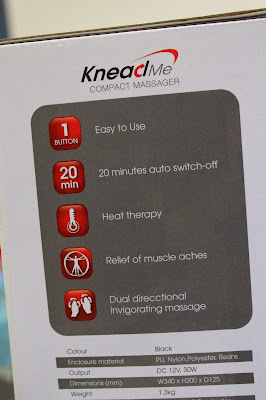 KneadMe
COMPACT MASSAGER
1
BUTTON
Easy to Use
20
min
20 minutes auto switch-off
Heat therapy
Relief of muscle aches
Dual direcctional
invigorating massage
Colour Black
Enclosure material PU, Nylon,Polyester, Resins
Output DC 12V, 30W
Dimensions (mm) W340 x H200 x D125
Weight 1.3kg